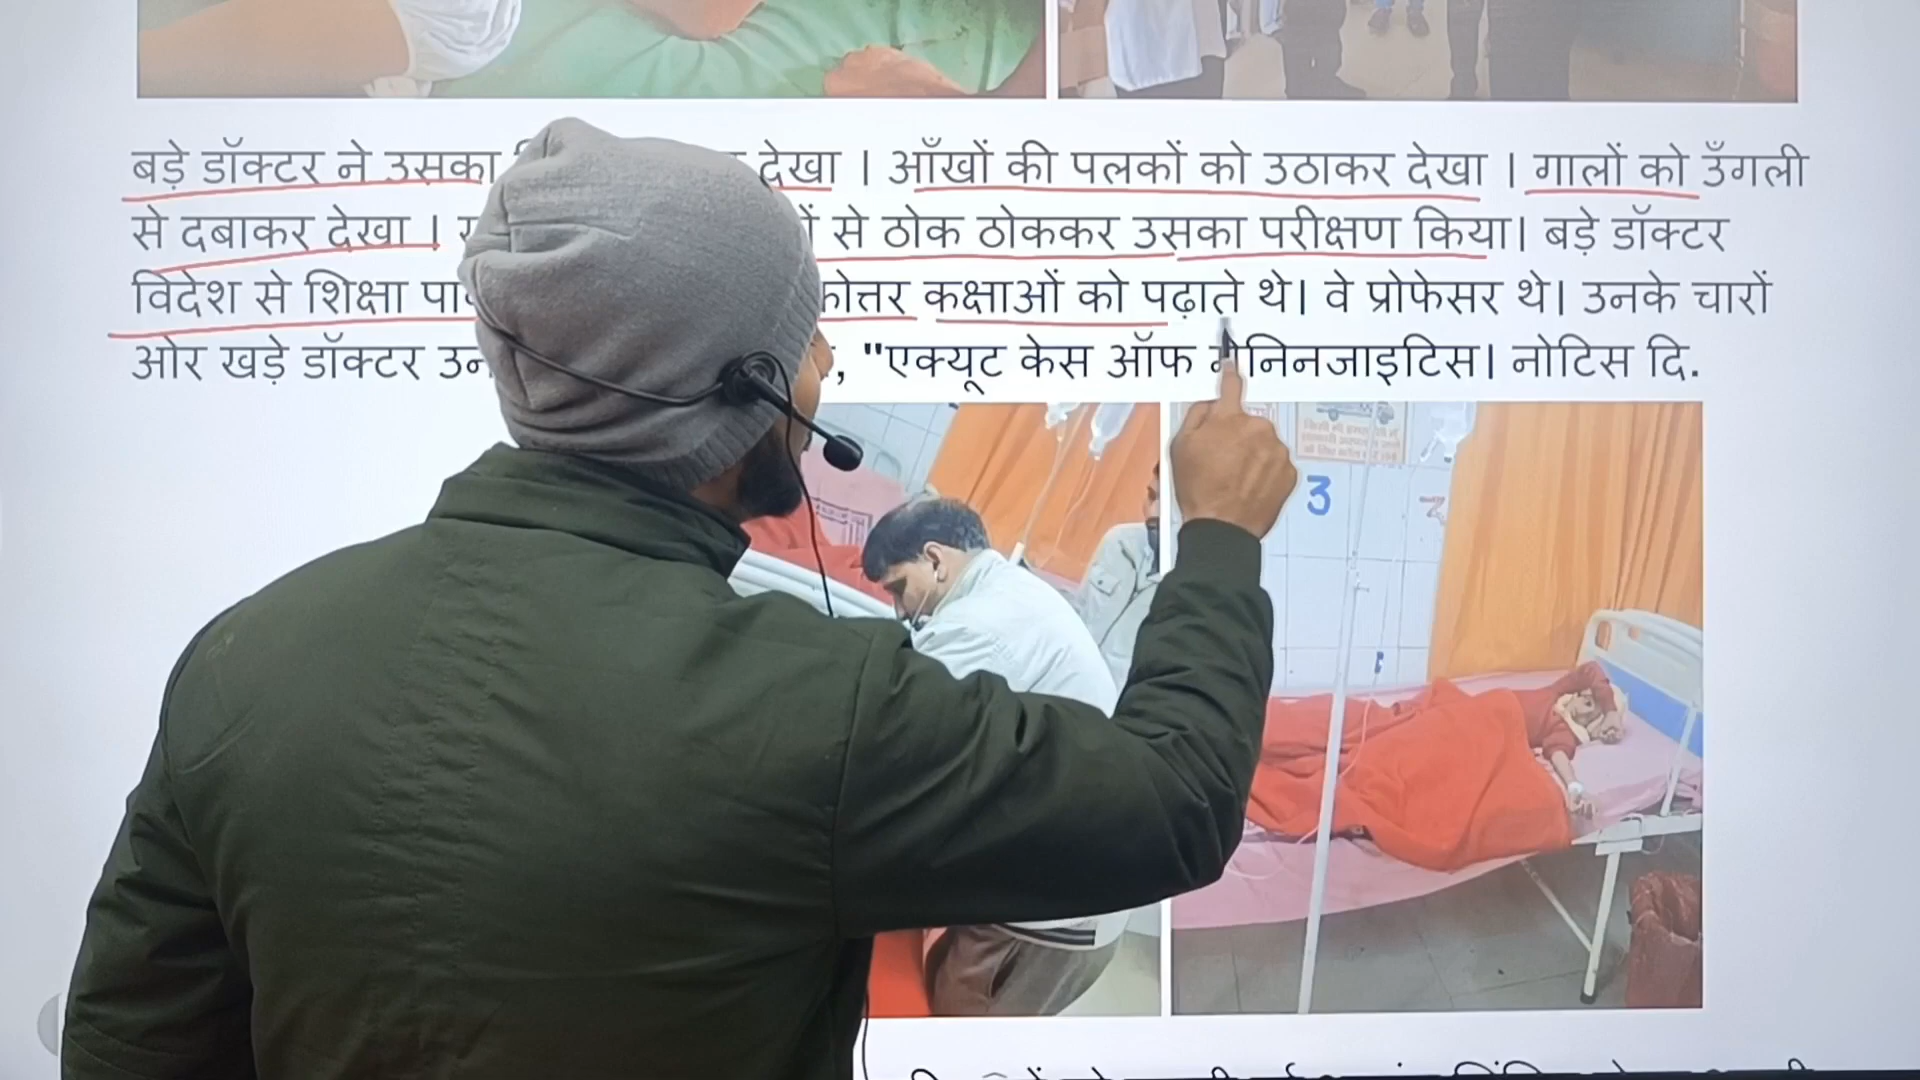 बड़े डॉक्टर ने उसका देखा । आँखों की पलकों को उठाकर देखा । गालों को उँगली
से दबाकर देखा । से ठोक ठोककर उसका परीक्षण किया। बड़े डॉक्टर
विदेश से शिक्षा कक्षाओं को पढ़ाते थे। वे प्रोफेसर थे। उनके चारों
ओर खड़े डॉक्टर , "एक्यूट केस ऑफ मेनिनजाइटिस। नोटिस दि.
3